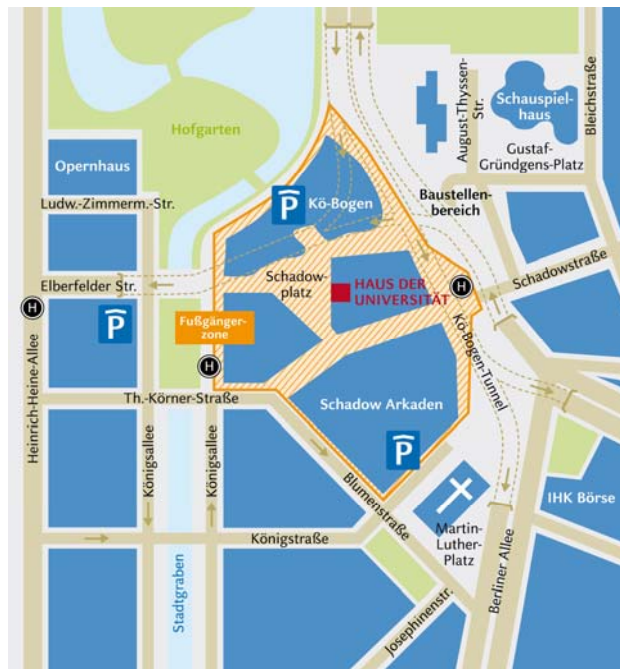 Hofgarten
Opernhaus
Ludw.-Zimmerm.-Str.
Elberfelder Str.
H
P
Kö-Bogen
P
Schadow-
platz
HAUS DER
UNIVERSITÄT
H
August-Thyssen-
Str.
Schauspiel-
haus
Gustaf-
Gründgens-Platz
Bleichstraße
Baustellen-
bereich
Schadowstraße
Kö-Bogen-Tunnel
Fußgänger-
zone
H
Th.-Körner-Straße
Heinrich-Heine-Allee
Königsallee
Königsallee
Schadow Arkaden
P
Blumenstraße
Königstraße
Stadtgraben
Martin-
Luther-
Platz
IHK Börse
Berliner Allee
Josephinenstr.